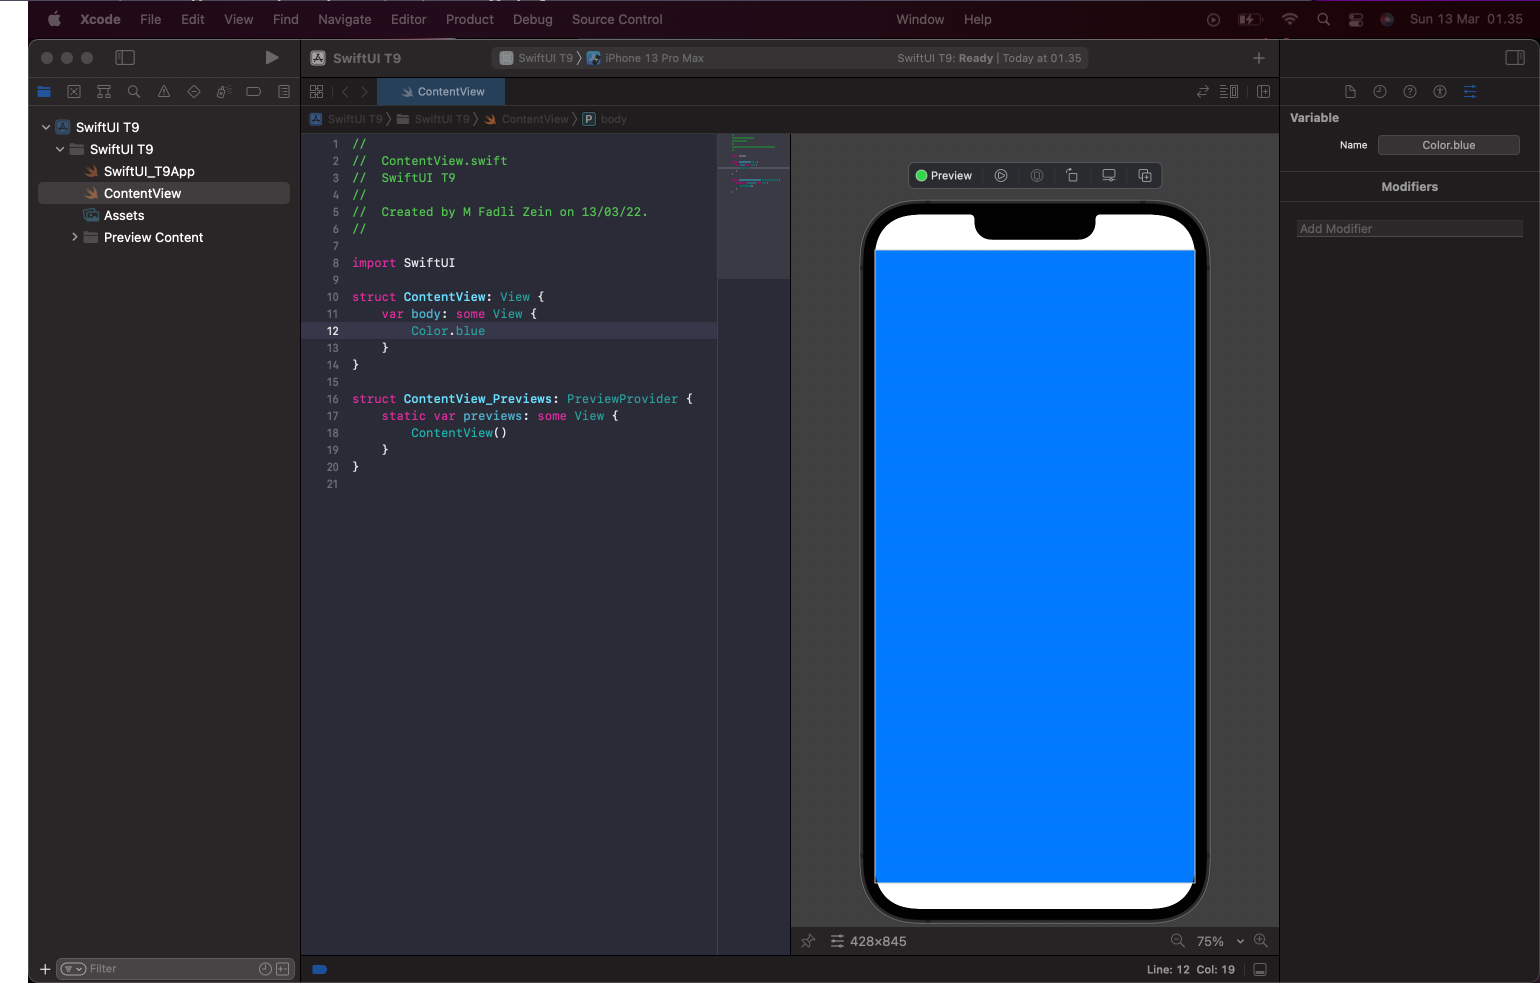 Xcode File Edit View Find Navigate Editor Product Debug Source Control Window Help Sun 13 Mar 01.35
SwiftUI T9
SwiftUI T9 iPhone 13 Pro Max
SwiftUI T9: Ready | Today at 01.35
ContentView
SwiftUI T9 SwiftUI T9 ContentView P body
SwiftUI T9
SwiftUI T9
SwiftUI_T9App
ContentView
Assets
Preview Content
Filter
1 //
2 //  ContentView.swift
3 //  SwiftUI T9
4 //
5 //  Created by M Fadli Zein on 13/03/22.
6 //
7
8 import SwiftUI
9
10 struct ContentView: View {
11     var body: some View {
12         Color.blue
13     }
14 }
15
16 struct ContentView_Previews: PreviewProvider {
17     static var previews: some View {
18         ContentView()
19     }
20 }
21
Preview
428×845
75%
Line: 12 Col: 19
Variable
Name Color.blue
Modifiers
Add Modifier